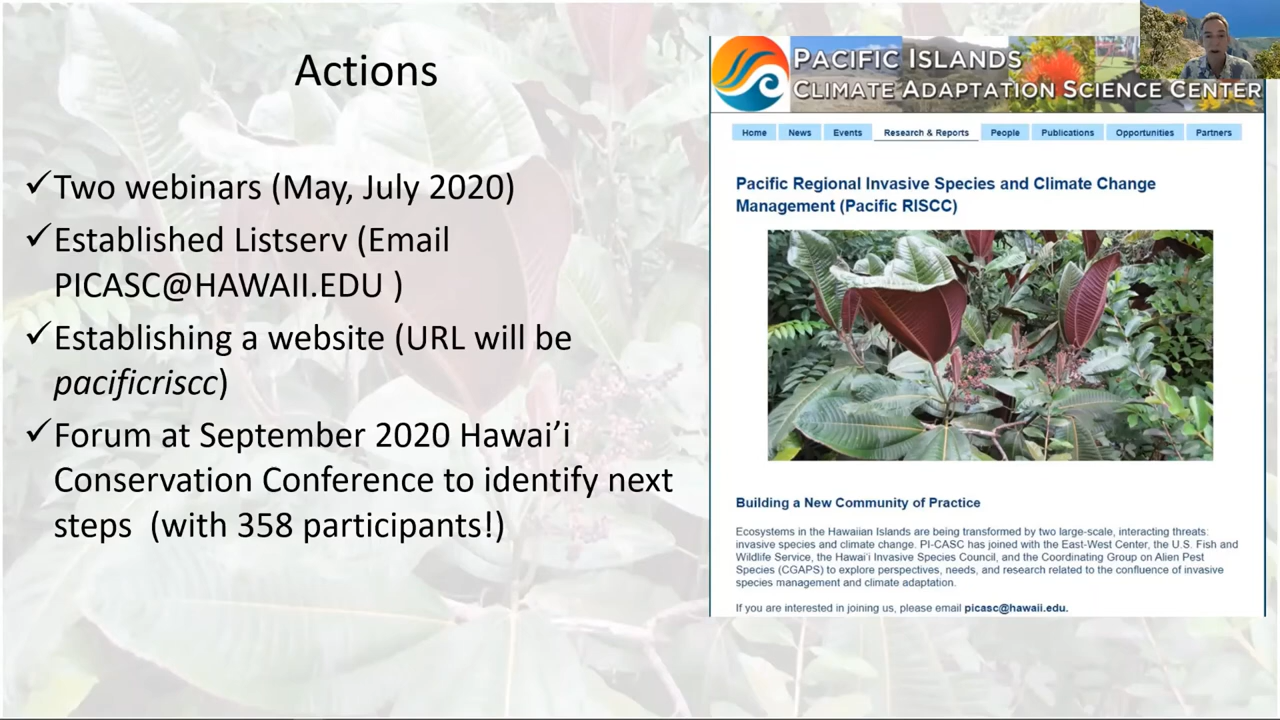 Actions
✓Two webinars (May, July 2020)
✓Established Listserv (Email
PICASC@HAWAII.EDU )
✓Establishing a website (URL will be
pacificriscc)
✓Forum at September 2020 Hawai’i
Conservation Conference to identify next
steps (with 358 participants!)
PACIFIC ISLANDS
CLIMATE ADAPTATION SCIENCE CENTER
Home News Events Research & Reports People Publications Opportunities Partners
Pacific Regional Invasive Species and Climate Change
Management (Pacific RISCC)
Building a New Community of Practice
Ecosystems in the Hawaiian Islands are being transformed by two large-scale, interacting threats:
invasive species and climate change. PI-CASC has joined with the East-West Center, the U.S. Fish and
Wildlife Service, the Hawai'i Invasive Species Council, and the Coordinating Group on Alien Pest
Species (CGAPS) to explore perspectives, needs, and research related to the confluence of invasive
species management and climate adaptation.
If you are interested in joining us, please email picasc@hawaii.edu.